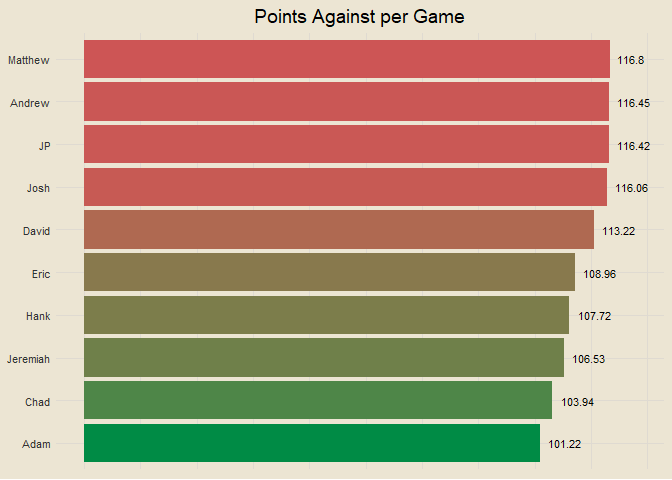 Points Against per Game
Matthew 116.8
Andrew 116.45
JP 116.42
Josh 116.06
David 113.22
Eric 108.96
Hank 107.72
Jeremiah 106.53
Chad 103.94
Adam 101.22